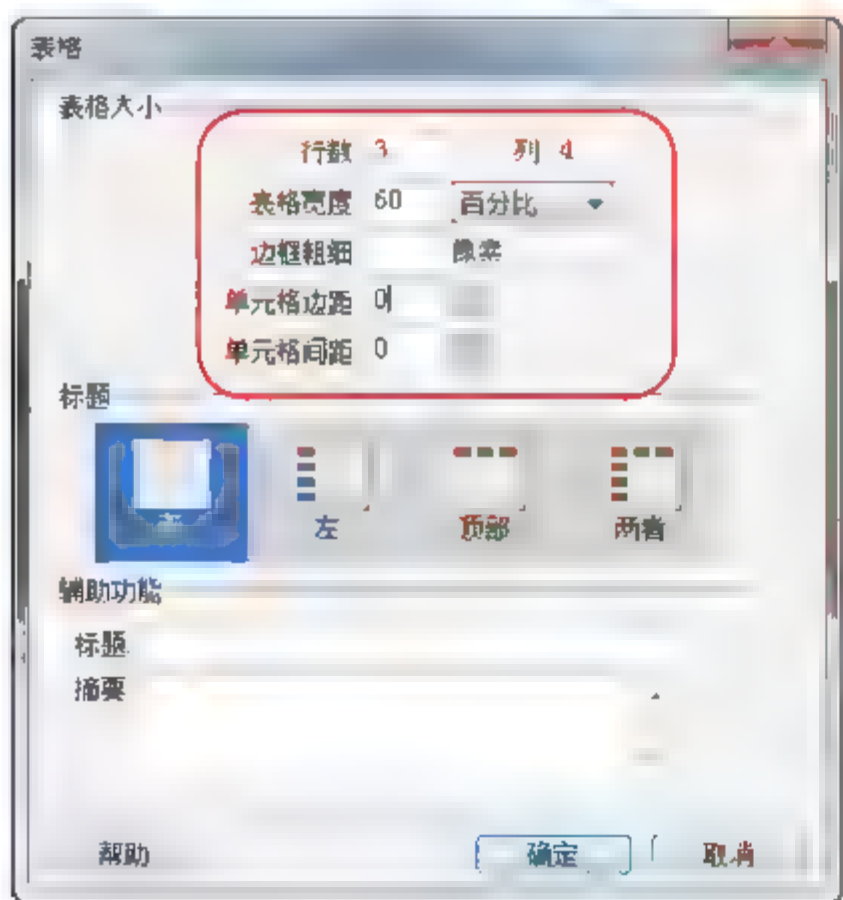 表格
表格大小
行数 3 列 4
表格宽度 60 百分比
边框粗细 像素
单元格边距 0
单元格间距 0
标题
无 左 顶部 两者
辅助功能
标题
摘要
帮助 确定 取消